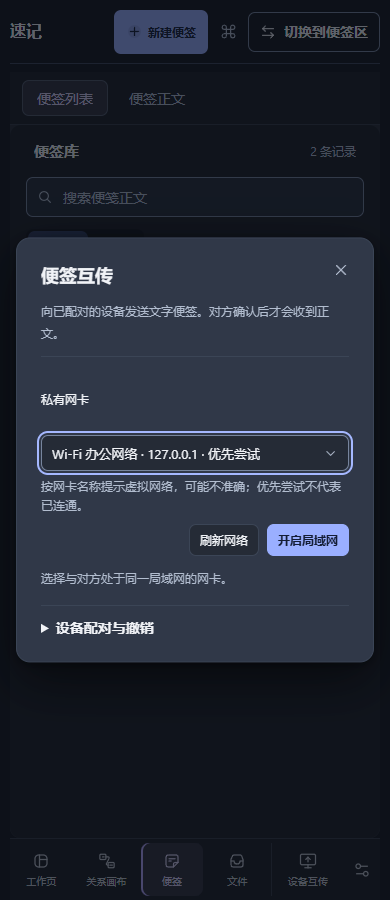 速记
新建便签
切换到便签区
便签列表
便签正文
便签库
2 条记录
搜索便笺正文
便签互传
向已配对的设备发送文字便签。对方确认后才会收到正
文。
私有网卡
Wi-Fi 办公网络 · 127.0.0.1 · 优先尝试
按网卡名称提示虚拟网络，可能不准确；优先尝试不代表
已连通。
刷新网络
开启局域网
选择与对方处于同一局域网的网卡。
设备配对与撤销
工作页
关系画布
便签
文件
设备互传